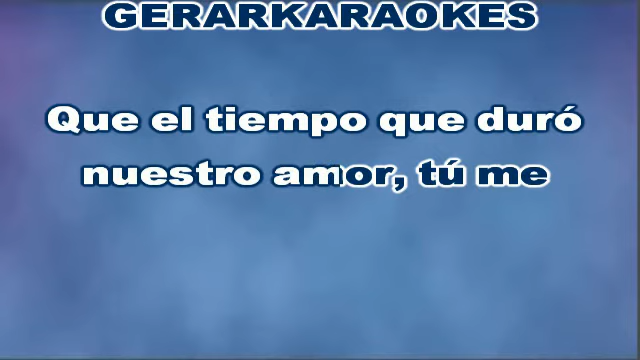 GERARKARAOKES
Que el tiempo que duró
nuestro amor, tú me